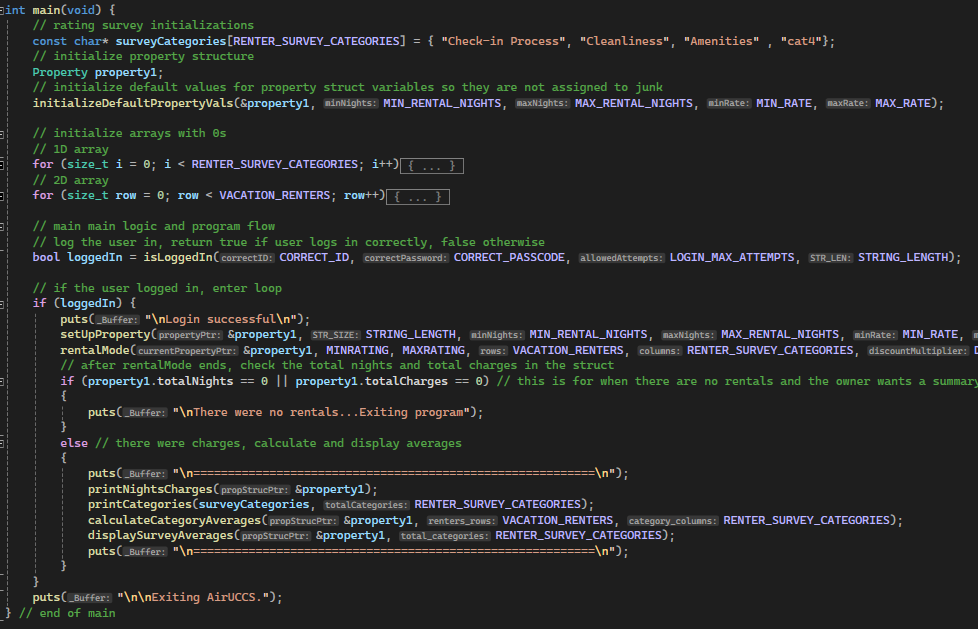 int main(void) {
// rating survey initializations
const char* surveyCategories[RENTER_SURVEY_CATEGORIES] = { "Check-in Process", "Cleanliness", "Amenities" , "cat4"};
// initialize property structure
Property property1;
// initialize default values for property struct variables so they are not assigned to junk
initializeDefaultPropertyVals(&property1, minNights: MIN_RENTAL_NIGHTS, maxNights: MAX_RENTAL_NIGHTS, minRate: MIN_RATE, maxRate: MAX_RATE);
// initialize arrays with 0s
// 1D array
for (size_t i = 0; i < RENTER_SURVEY_CATEGORIES; i++) { ... }
// 2D array
for (size_t row = 0; row < VACATION_RENTERS; row++) { ... }
// main main logic and program flow
// log the user in, return true if user logs in correctly, false otherwise
bool loggedIn = isLoggedIn(correctID: CORRECT_ID, correctPassword: CORRECT_PASSCODE, allowedAttempts: LOGIN_MAX_ATTEMPTS, STR_LEN: STRING_LENGTH);
// if the user logged in, enter loop
if (loggedIn) {
puts(_Buffer: "\nLogin successful\n");
setUpProperty(propertyPtr: &property1, STR_SIZE: STRING_LENGTH, minNights: MIN_RENTAL_NIGHTS, maxNights: MAX_RENTAL_NIGHTS, minRate: MIN_RATE,
rentalMode(currentPropertyPtr: &property1, MINRATING, MAXRATING, rows: VACATION_RENTERS, columns: RENTER_SURVEY_CATEGORIES, discountMultiplier:
// after rentalMode ends, check the total nights and total charges in the struct
if (property1.totalNights == 0 || property1.totalCharges == 0) // this is for when there are no rentals and the owner wants a summary
{
puts(_Buffer: "\nThere were no rentals...Exiting program");
}
else // there were charges, calculate and display averages
{
puts(_Buffer: "\n==========================================================\n");
printNightsCharges(propStrucPtr: &property1);
printCategories(surveyCategories, totalCategories: RENTER_SURVEY_CATEGORIES);
calculateCategoryAverages(propStrucPtr: &property1, renters_rows: VACATION_RENTERS, category_columns: RENTER_SURVEY_CATEGORIES);
displaySurveyAverages(propStrucPtr: &property1, total_categories: RENTER_SURVEY_CATEGORIES);
puts(_Buffer: "\n==========================================================\n");
}
}
puts(_Buffer: "\n\nExiting AirUCCS.");
} // end of main